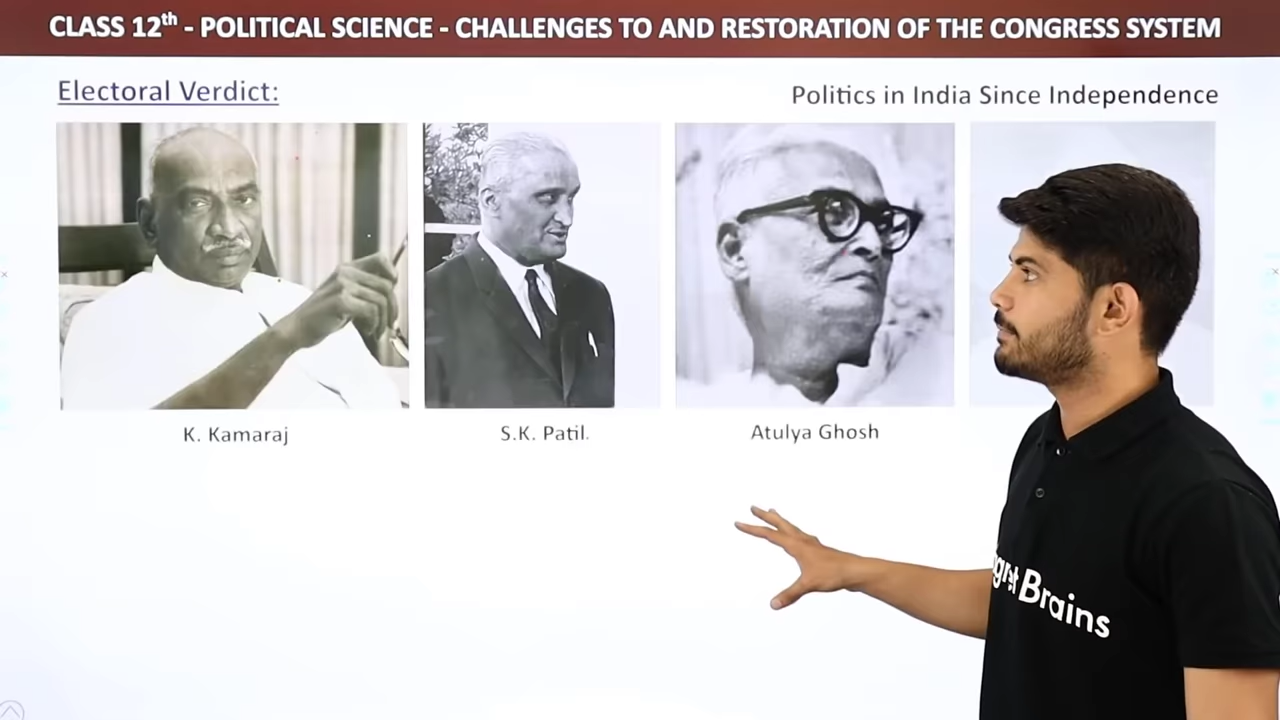 CLASS 12th - POLITICAL SCIENCE - CHALLENGES TO AND RESTORATION OF THE CONGRESS SYSTEM
Electoral Verdict:
Politics in India Since Independence
K. Kamaraj
S.K. Patil.
Atulya Ghosh
Brains